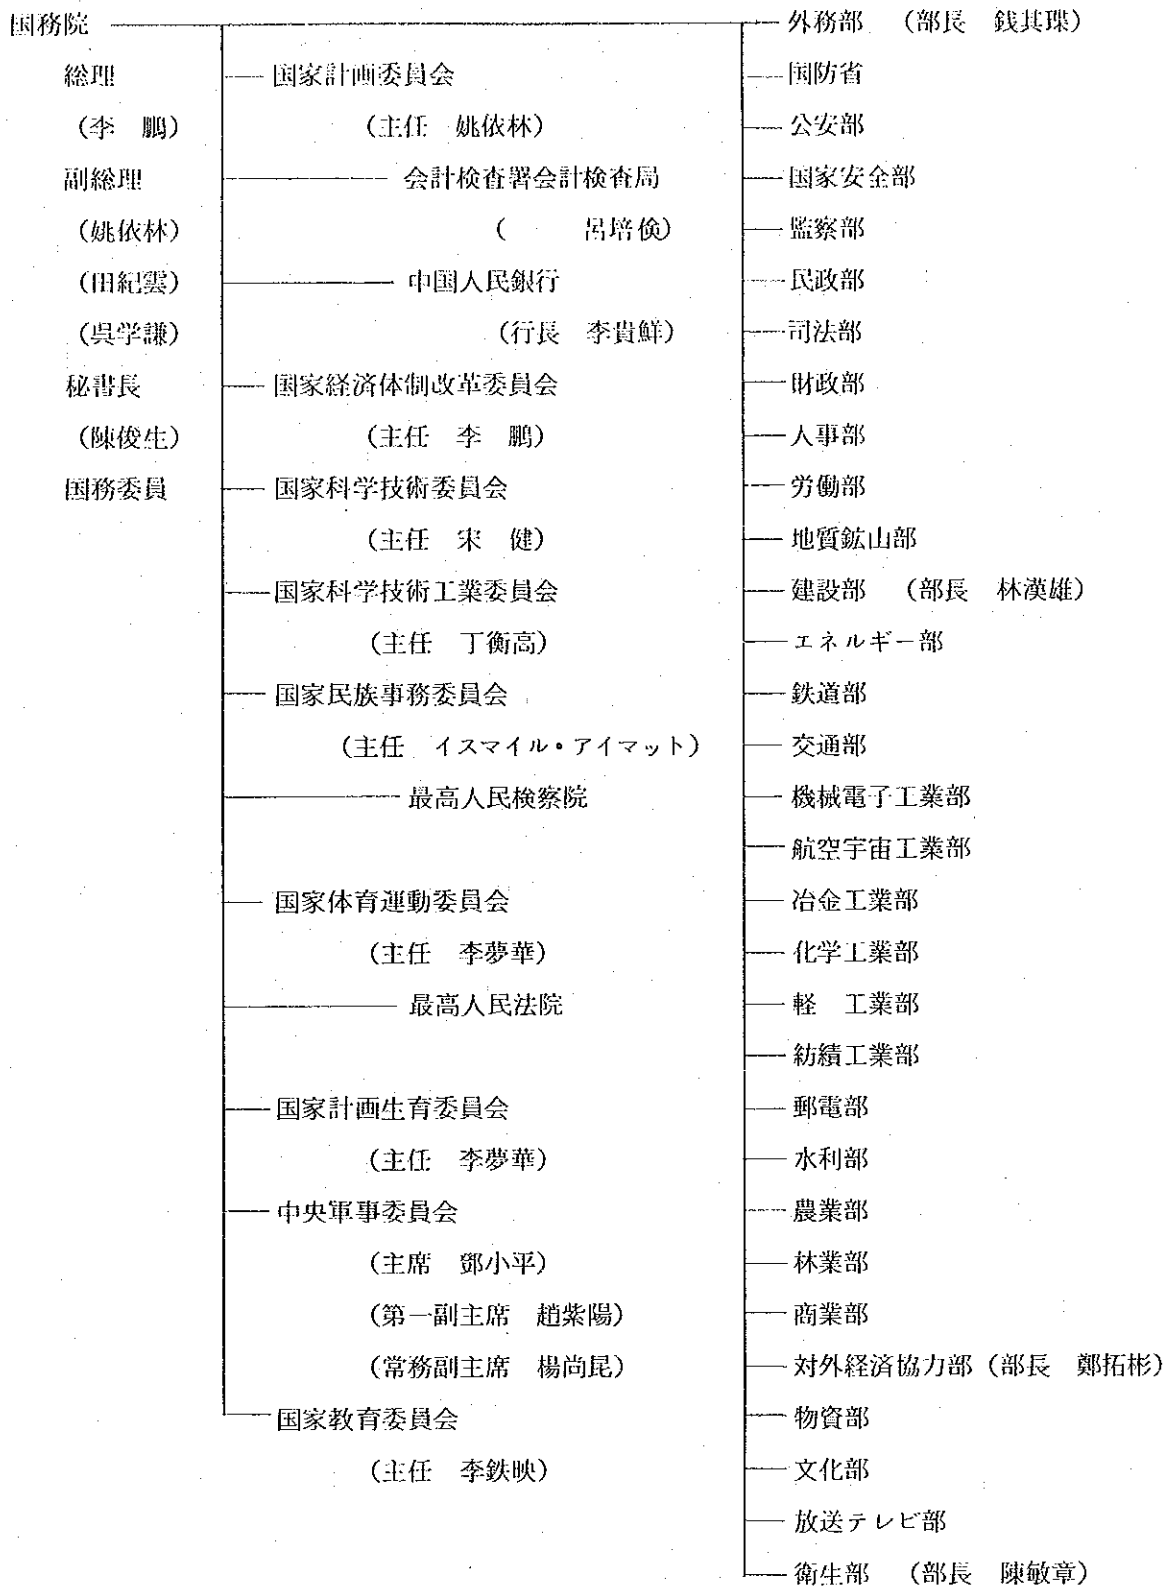 国務院
総理
（李　鵬）
副総理
（姚依林）
（田紀雲）
（呉学謙）
秘書長
（陳俊生）
国務委員
国家計画委員会
（主任　姚依林）
会計検査署会計検査局
（　　呂培倹）
中国人民銀行
（行長　李貴鮮）
国家経済体制改革委員会
（主任　李　鵬）
国家科学技術委員会
（主任　宋　健）
国家科学技術工業委員会
（主任　丁衡高）
国家民族事務委員会
（主任　イスマイル・アイマット）
最高人民検察院
国家体育運動委員会
（主任　李夢華）
最高人民法院
国家計画生育委員会
（主任　李夢華）
中央軍事委員会
（主席　鄧小平）
（第一副主席　趙紫陽）
（常務副主席　楊尚昆）
国家教育委員会
（主任　李鉄映）
外務部　（部長　銭其琛）
国防省
公安部
国家安全部
監察部
民政部
司法部
財政部
人事部
労働部
地質鉱山部
建設部　（部長　林漢雄）
エネルギー部
鉄道部
交通部
機械電子工業部
航空宇宙工業部
冶金工業部
化学工業部
軽　工業部
紡績工業部
郵電部
水利部
農業部
林業部
商業部
対外経済協力部（部長　鄭拓彬）
物資部
文化部
放送テレビ部
衛生部　（部長　陳敏章）